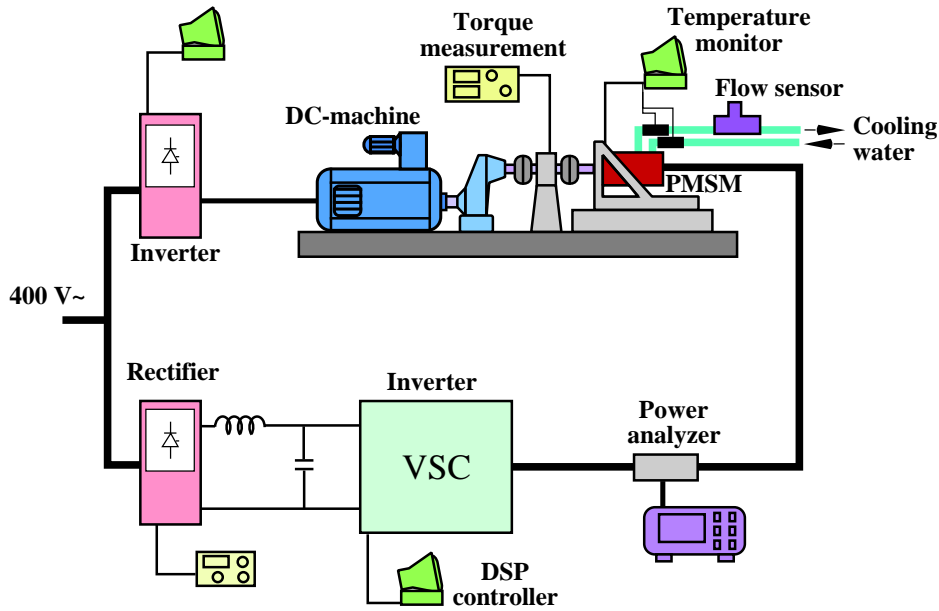 Torque
measurement
Temperature
monitor
Flow sensor
DC-machine
Cooling
water
PMSM
Inverter
400 V~
Rectifier
Inverter
VSC
Power
analyzer
DSP
controller